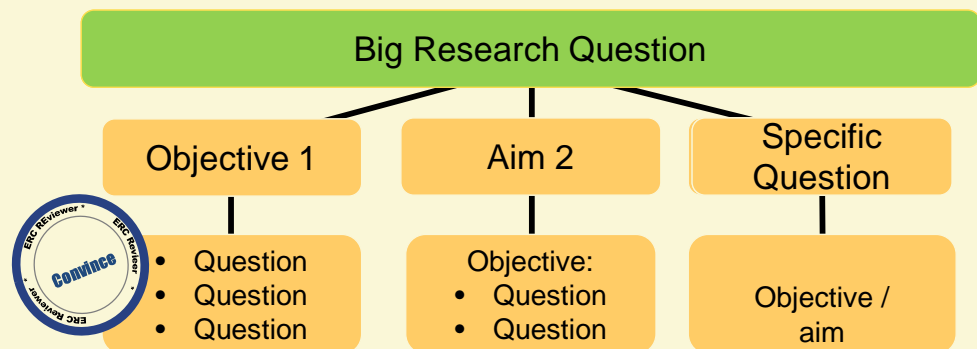 Big Research Question
Objective 1
Aim 2
Specific
Question
ERC REviewer *
ERC Reviewer *
ERC Reviewer *
Convince
• Question
• Question
• Question
Objective:
• Question
• Question
Objective /
aim